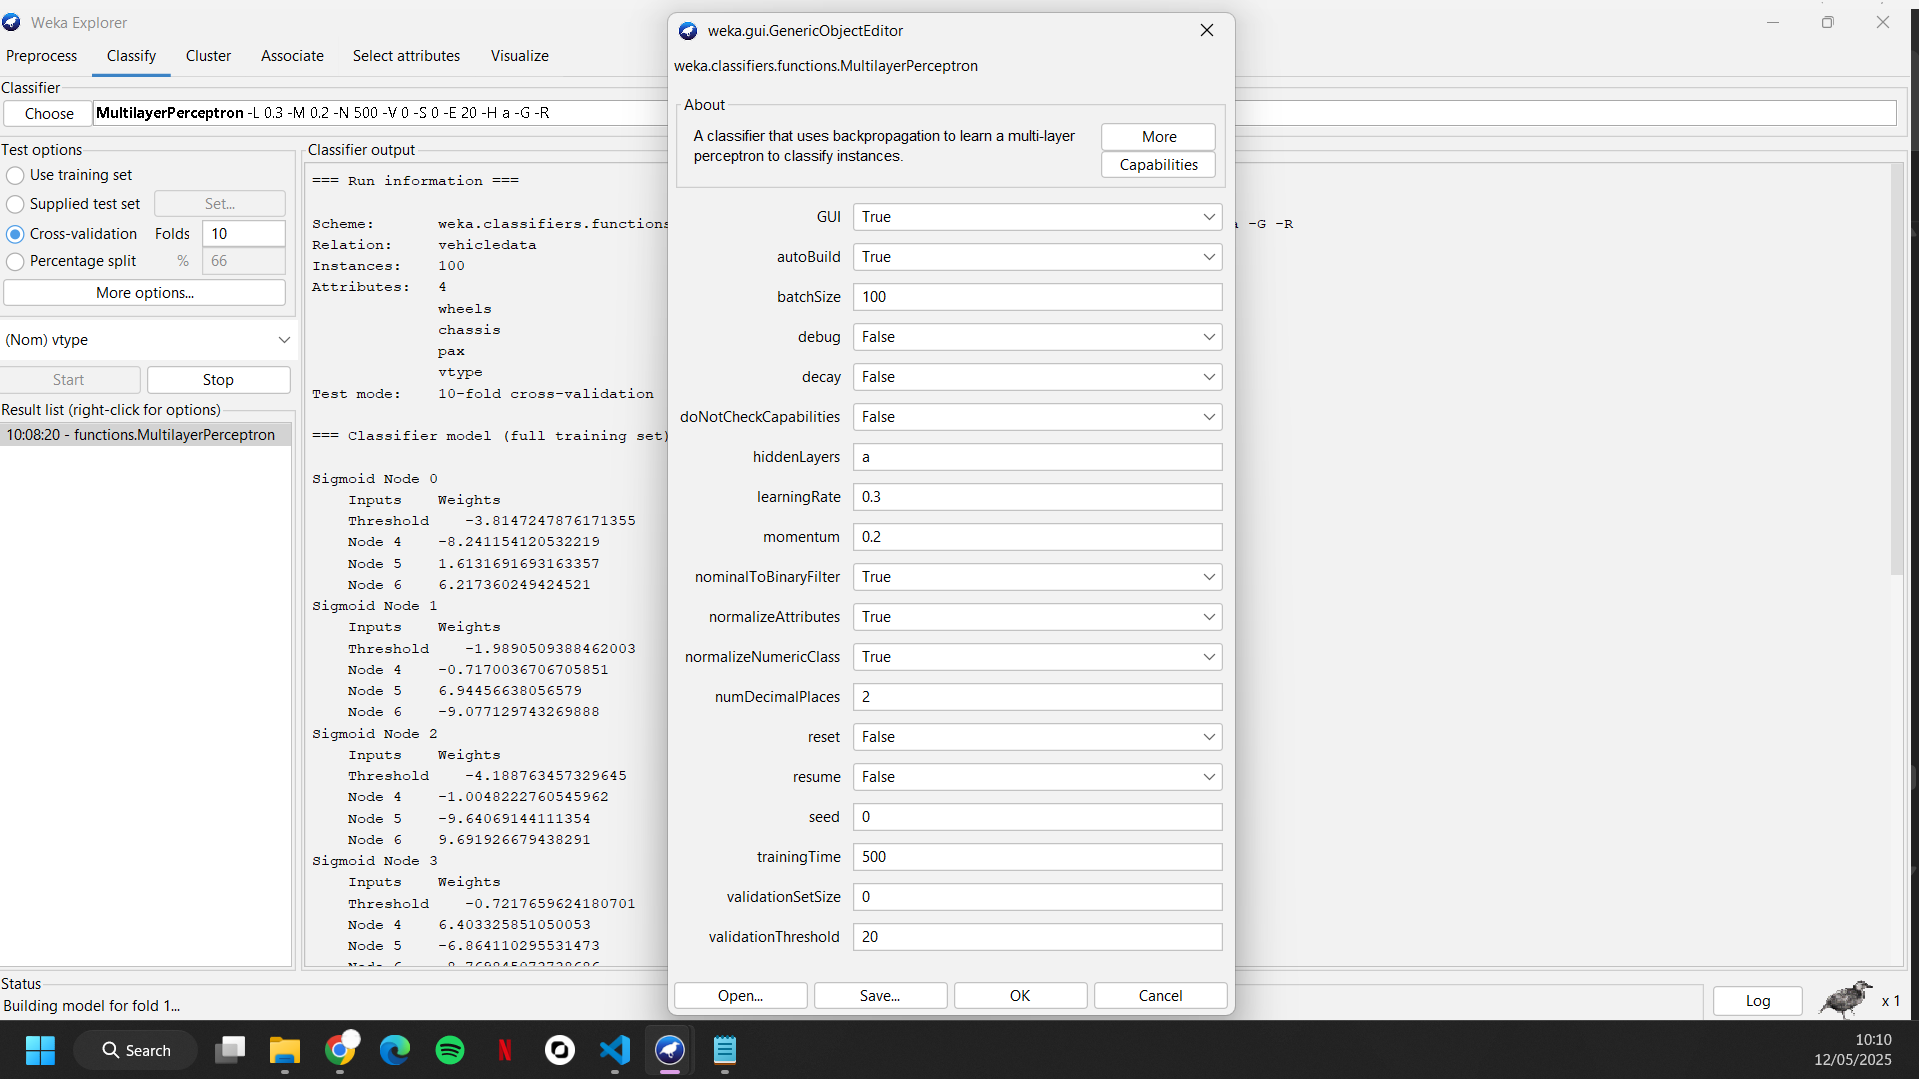 Weka Explorer
Preprocess Classify Cluster Associate Select attributes Visualize
Classifier
Choose MultilayerPerceptron -L 0.3 -M 0.2 -N 500 -V 0 -S 0 -E 20 -H a -G -R
Test options
Use training set
Supplied test set Set...
Cross-validation Folds 10
Percentage split % 66
More options...
(Nom) vtype
Start Stop
Result list (right-click for options)
10:08:20 - functions.MultilayerPerceptron
Classifier output
=== Run information ===
Scheme: weka.classifiers.functions
-G -R
Relation: vehicledata
Instances: 100
Attributes: 4
wheels
chassis
pax
vtype
Test mode: 10-fold cross-validation
=== Classifier model (full training set)
Sigmoid Node 0
Inputs Weights
Threshold -3.8147247876171355
Node 4 -8.241154120532219
Node 5 1.6131691693163357
Node 6 6.217360249424521
Sigmoid Node 1
Inputs Weights
Threshold -1.9890509388462003
Node 4 -0.7170036706705851
Node 5 6.94456638056579
Node 6 -9.077129743269888
Sigmoid Node 2
Inputs Weights
Threshold -4.188763457329645
Node 4 -1.0048222760545962
Node 5 -9.64069144111354
Node 6 9.691926679438291
Sigmoid Node 3
Inputs Weights
Threshold -0.7217659624180701
Node 4 6.403325851050053
Node 5 -6.864110295531473
weka.gui.GenericObjectEditor
weka.classifiers.functions.MultilayerPerceptron
About
A classifier that uses backpropagation to learn a multi-layer
perceptron to classify instances.
More
Capabilities
GUI True
autoBuild True
batchSize 100
debug False
decay False
doNotCheckCapabilities False
hiddenLayers a
learningRate 0.3
momentum 0.2
nominalToBinaryFilter True
normalizeAttributes True
normalizeNumericClass True
numDecimalPlaces 2
reset False
resume False
seed 0
trainingTime 500
validationSetSize 0
validationThreshold 20
Open... Save... OK Cancel
Status
Building model for fold 1...
Log x 1
Search
10:10
12/05/2025